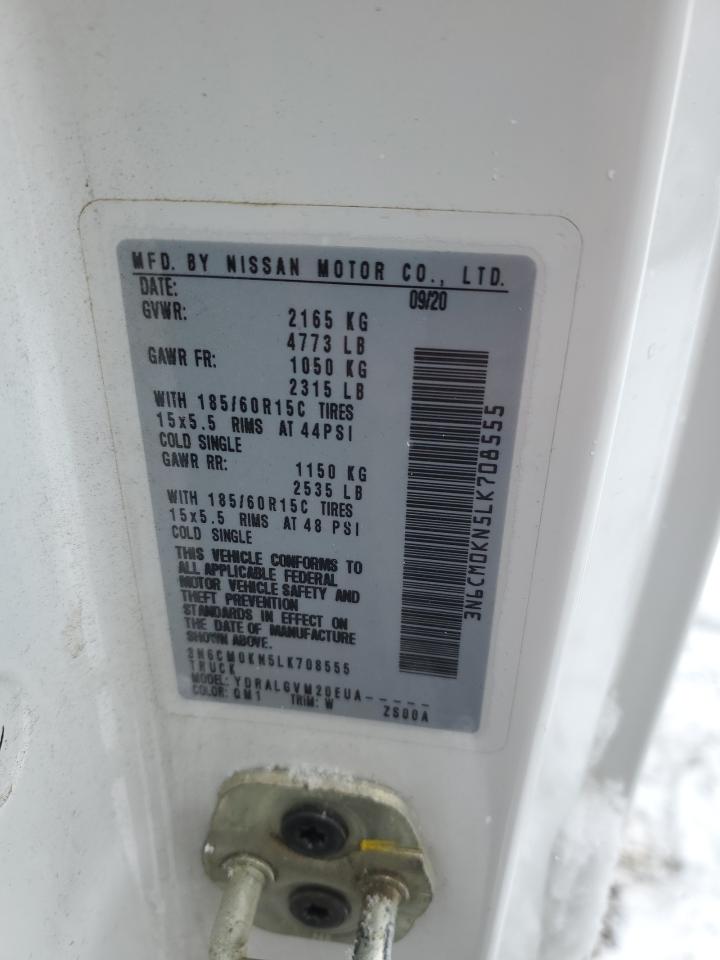 MFD. BY NISSAN MOTOR CO., LTD.
DATE: 09/20
GVWR: 2165 KG
4773 LB
GAWR FR: 1050 KG
2315 LB
WITH 185/60R15C TIRES
15x5.5 RIMS AT 44PSI
COLD SINGLE
GAWR RR: 1150 KG
2535 LB
WITH 185/60R15C TIRES
15x5.5 RIMS AT 48 PSI
COLD SINGLE
THIS VEHICLE CONFORMS TO
ALL APPLICABLE FEDERAL
MOTOR VEHICLE SAFETY AND
THEFT PREVENTION
STANDARDS IN EFFECT ON
THE DATE OF MANUFACTURE
SHOWN ABOVE.
3N6CM0KN5LK708555
TRUCK
MODEL: YDRALGVM20EUA-----
COLOR: QM1 TRIM: W ZS00A
3N6CM0KN5LK708555